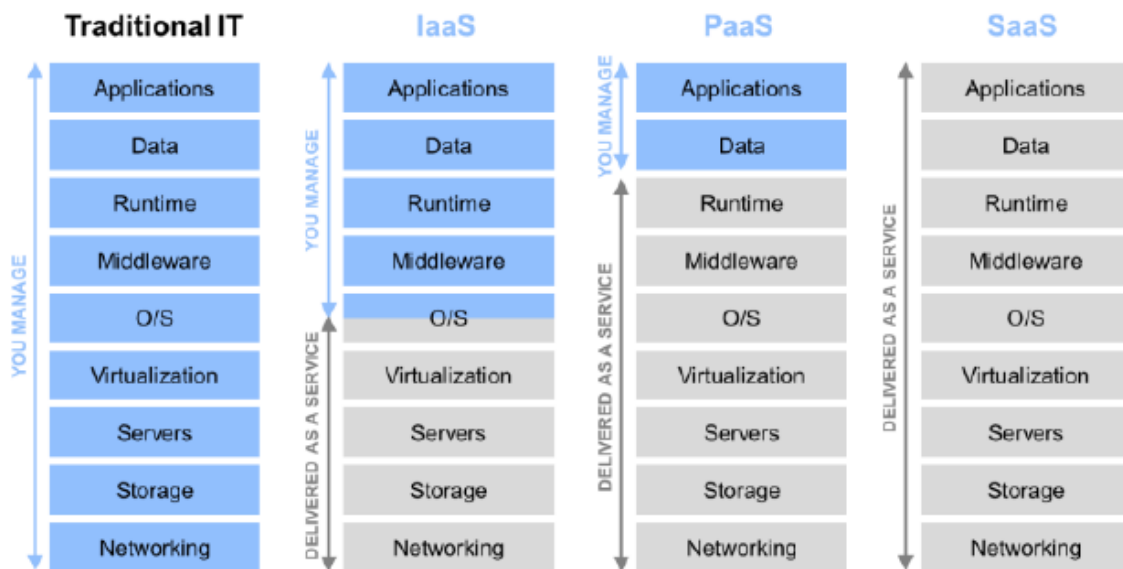 Traditional IT
IaaS
PaaS
SaaS
YOU MANAGE
Applications
Data
Runtime
Middleware
O/S
Virtualization
Servers
Storage
Networking
YOU MANAGE
DELIVERED AS A SERVICE
Applications
Data
Runtime
Middleware
O/S
Virtualization
Servers
Storage
Networking
YOU MANAGE
DELIVERED AS A SERVICE
Applications
Data
Runtime
Middleware
O/S
Virtualization
Servers
Storage
Networking
DELIVERED AS A SERVICE
Applications
Data
Runtime
Middleware
O/S
Virtualization
Servers
Storage
Networking